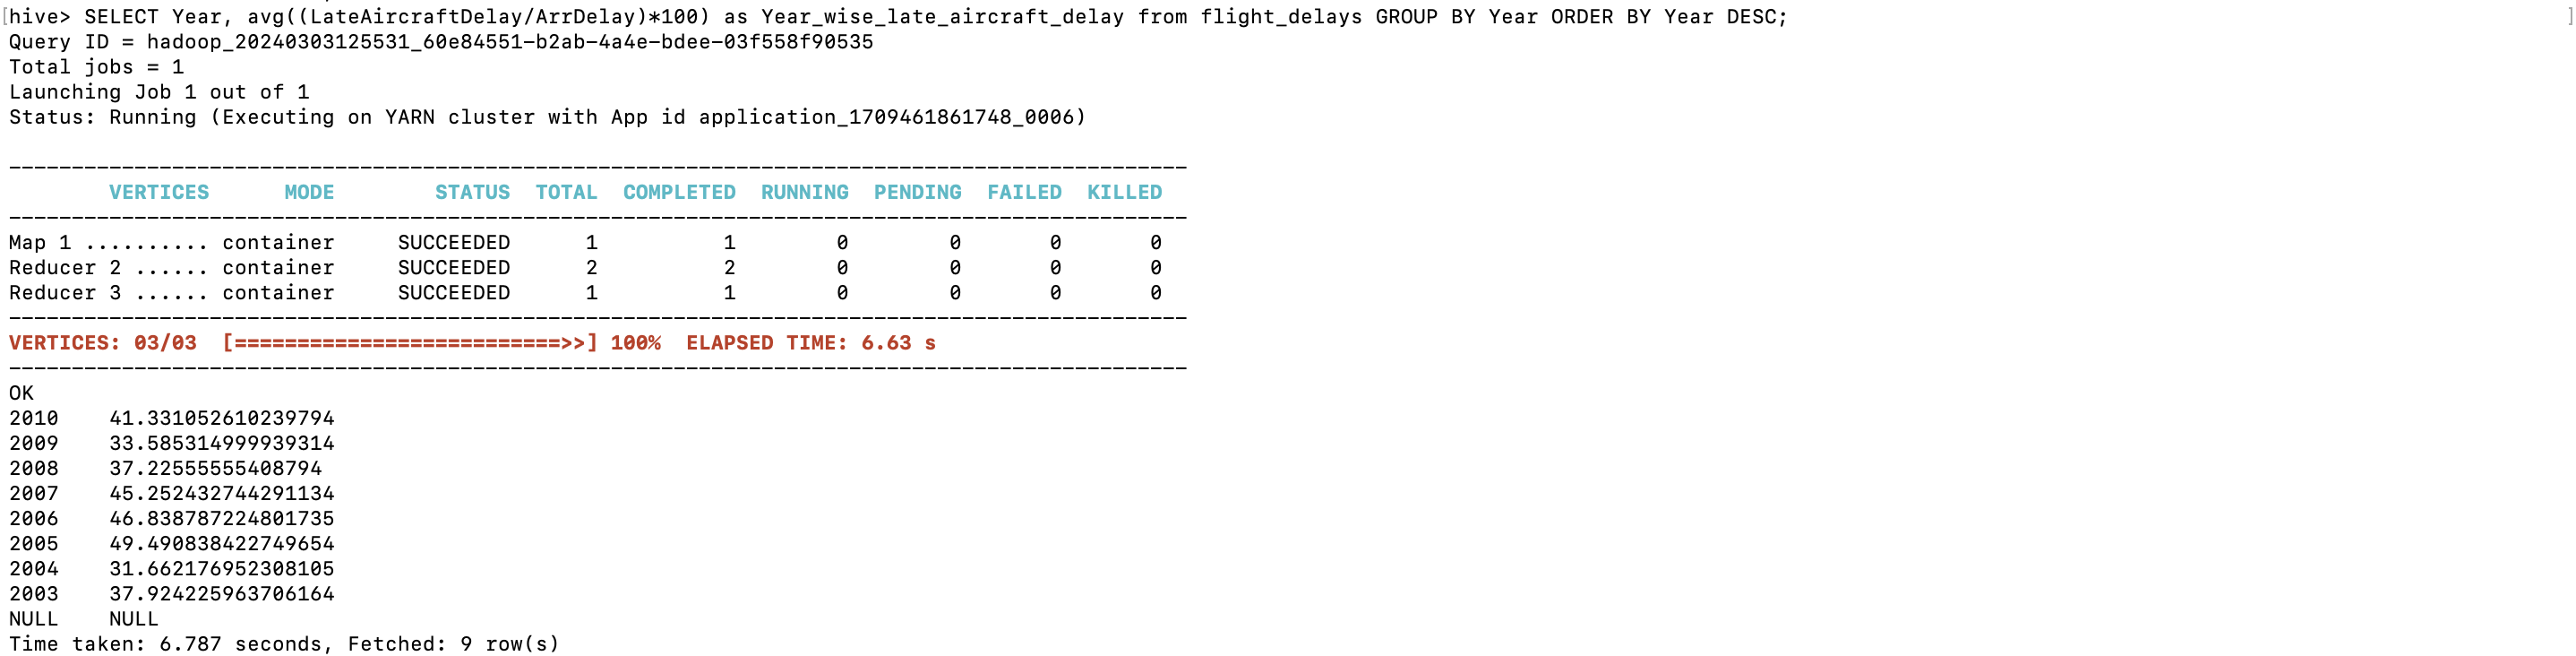 [hive> SELECT Year, avg((LateAircraftDelay/ArrDelay)*100) as Year_wise_late_aircraft_delay from flight_delays GROUP BY Year ORDER BY Year DESC; ]
Query ID = hadoop_20240303125531_60e84551-b2ab-4a4e-bdee-03f558f90535
Total jobs = 1
Launching Job 1 out of 1
Status: Running (Executing on YARN cluster with App id application_1709461861748_0006)
----------------------------------------------------------------------------------------------
        VERTICES      MODE        STATUS  TOTAL  COMPLETED  RUNNING  PENDING  FAILED  KILLED
----------------------------------------------------------------------------------------------
Map 1 .......... container     SUCCEEDED      1          1        0        0       0       0
Reducer 2 ...... container     SUCCEEDED      2          2        0        0       0       0
Reducer 3 ...... container     SUCCEEDED      1          1        0        0       0       0
----------------------------------------------------------------------------------------------
VERTICES: 03/03  [==========================>>] 100%  ELAPSED TIME: 6.63 s
----------------------------------------------------------------------------------------------
OK
2010    41.331052610239794
2009    33.585314999939314
2008    37.22555555408794
2007    45.252432744291134
2006    46.838787224801735
2005    49.490838422749654
2004    31.662176952308105
2003    37.924225963706164
NULL    NULL
Time taken: 6.787 seconds, Fetched: 9 row(s)